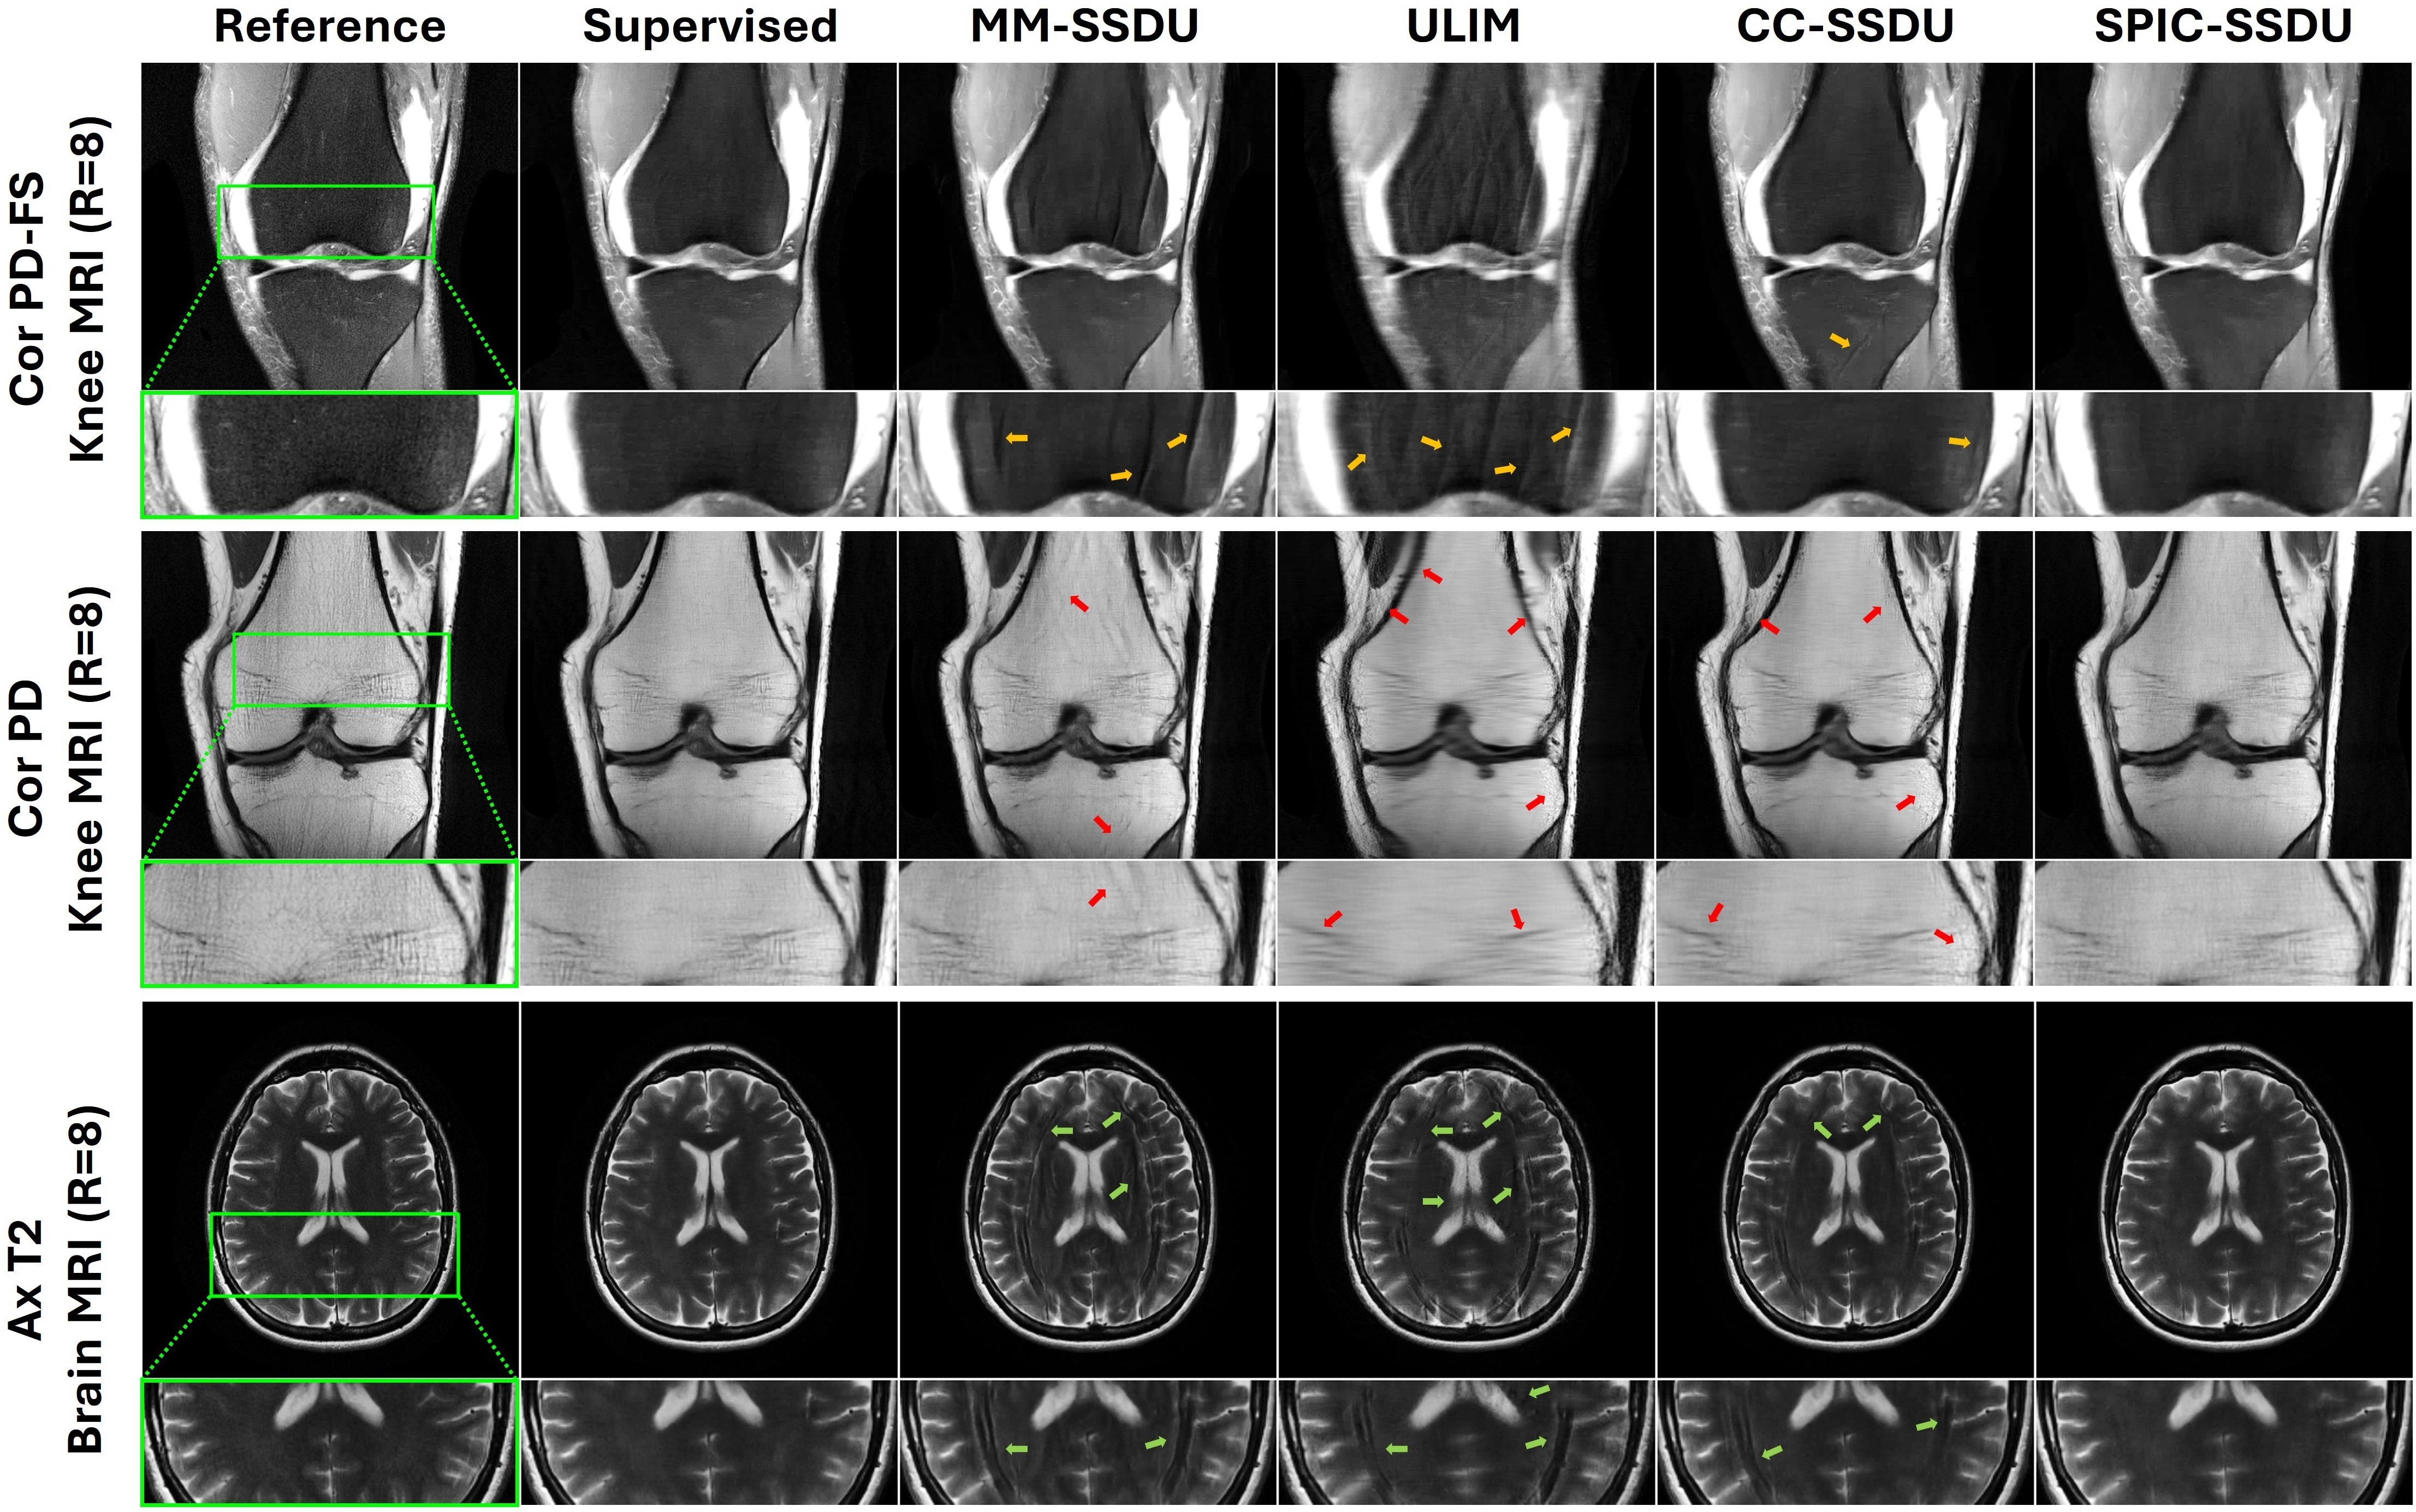 Reference
Supervised
MM-SSDU
ULIM
CC-SSDU
SPIC-SSDU
Cor PD-FS
Knee MRI (R=8)
Cor PD
Knee MRI (R=8)
Ax T2
Brain MRI (R=8)